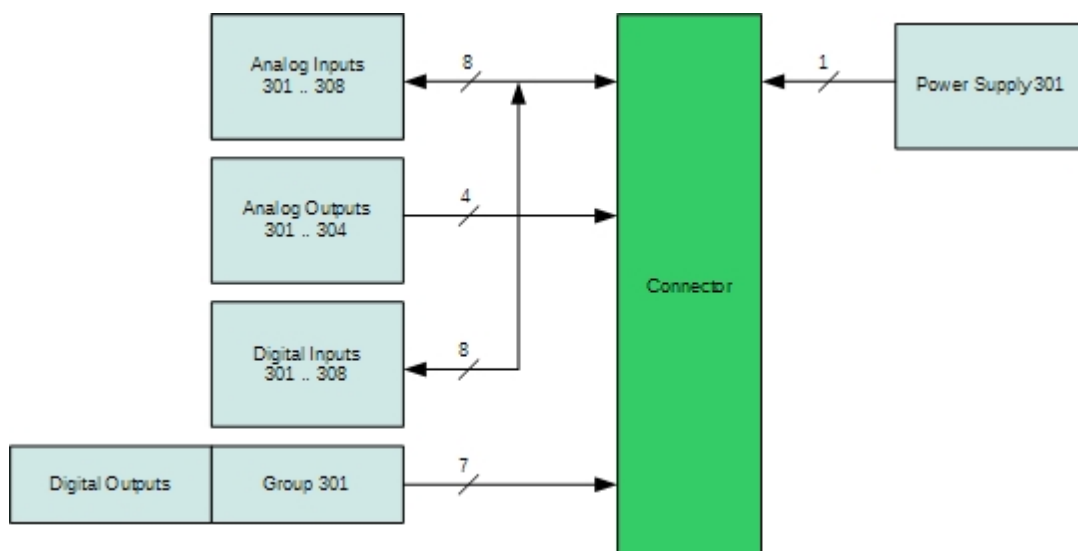 Analog Inputs
301 .. 308
8
1
Power Supply 301
Analog Outputs
301 .. 304
4
Connector
Digital Inputs
301 .. 308
8
Digital Outputs
Group 301
7